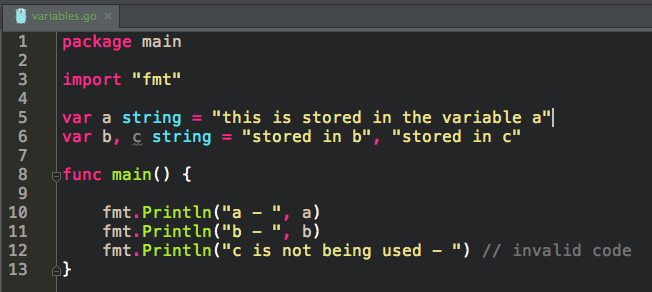 variables.go ×
1 package main
2
3 import "fmt"
4
5 var a string = "this is stored in the variable a"
6 var b, c string = "stored in b", "stored in c"
7
8 func main() {
9
10     fmt.Println("a – ", a)
11     fmt.Println("b – ", b)
12     fmt.Println("c is not being used – ") // invalid code
13 }